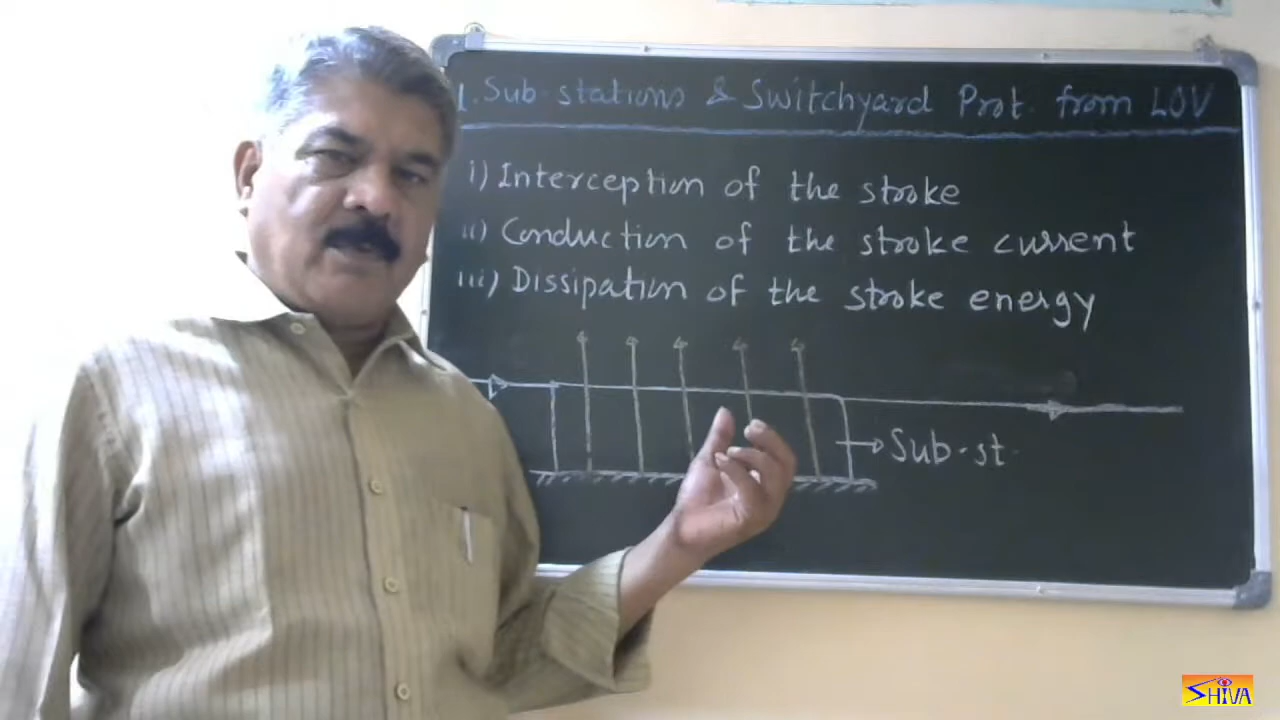 1. Sub-stations & Switchyard Prot. from LOV
i) Interception of the stroke
ii) Conduction of the stroke current
iii) Dissipation of the stroke energy
Sub-st
SHIVA